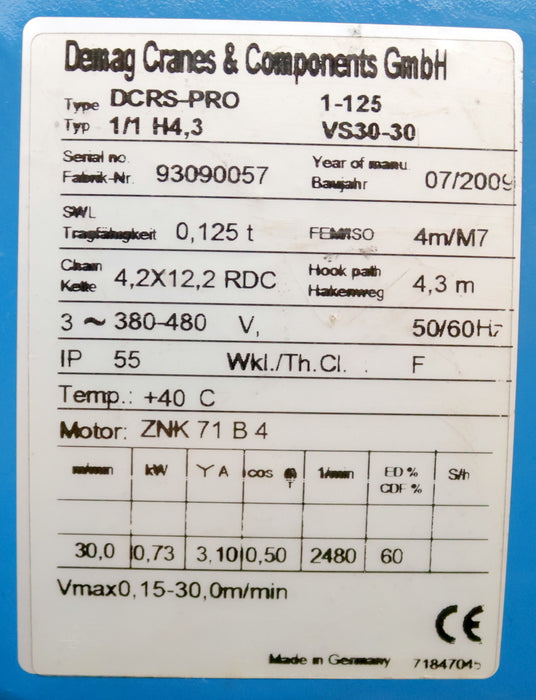 Demag Cranes & Components GmbH
Type DCRS-PRO 1-125
Typ 1/1 H4,3 VS30-30
Serial no. Year of manu.
Fabrik-Nr. 93090057 Baujahr 07/2009
SWL
Tragfähigkeit 0,125 t FEM/ISO 4m/M7
Chain Hook path
Kette 4,2X12,2 RDC Hakenweg 4,3 m
3 ~ 380-480 V, 50/60Hz
IP 55 Wkl./Th.Cl. : F
Temp.: +40 C
Motor: ZNK 71 B 4
m/min kW Y A cos 1/min ED % S/h
CDF %
30,0 0,73 3,10 0,50 2480 60
Vmax0,15-30,0m/min
CE
Made in Germany 71847045